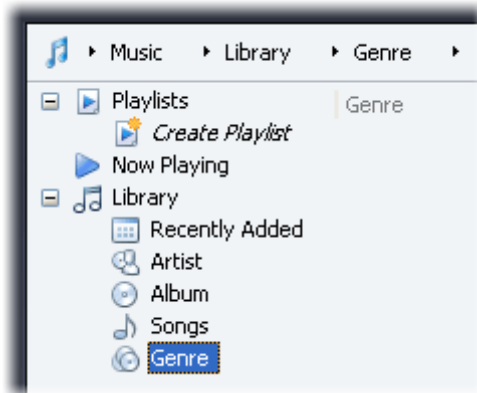 Music Library Genre
Playlists Genre
Create Playlist
Now Playing
Library
Recently Added
Artist
Album
Songs
Genre